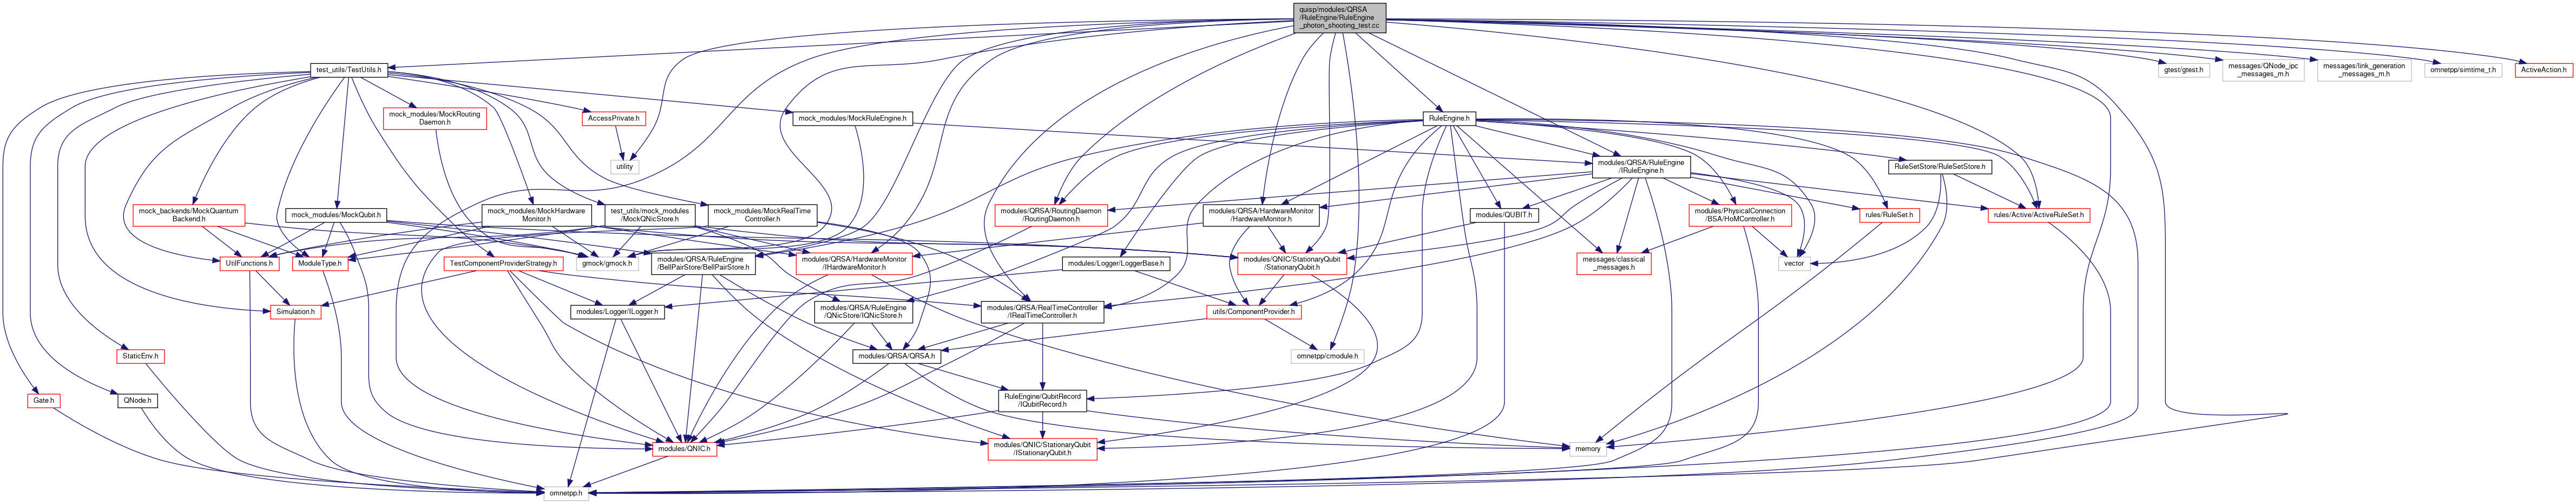 quisp/modules/QRSA
/RuleEngine/RuleEngine
_photon_shooting_test.cc
test_utils/TestUtils.h
gtest/gtest.h
messages/QNode_ipc
_messages_m.h
messages/link_generation
_messages_m.h
omnetpp/simtime_t.h
ActiveAction.h
mock_modules/MockRouting
Daemon.h
AccessPrivate.h
mock_modules/MockRuleEngine.h
RuleEngine.h
utility
modules/QRSA/RuleEngine
/IRuleEngine.h
RuleSetStore/RuleSetStore.h
mock_backends/MockQuantum
Backend.h
mock_modules/MockQubit.h
mock_modules/MockHardware
Monitor.h
test_utils/mock_modules
/MockQNicStore.h
mock_modules/MockRealTime
Controller.h
modules/QRSA/RoutingDaemon
/RoutingDaemon.h
modules/QRSA/HardwareMonitor
/HardwareMonitor.h
modules/QUBIT.h
modules/PhysicalConnection
/BSA/HoMController.h
rules/RuleSet.h
rules/Active/ActiveRuleSet.h
UtilFunctions.h
ModuleType.h
TestComponentProviderStrategy.h
gmock/gmock.h
modules/QRSA/RuleEngine
/BellPairStore/BellPairStore.h
modules/QRSA/HardwareMonitor
/IHardwareMonitor.h
modules/Logger/LoggerBase.h
modules/QNIC/StationaryQubit
/StationaryQubit.h
messages/classical
_messages.h
vector
Simulation.h
modules/Logger/ILogger.h
modules/QRSA/RuleEngine
/QNicStore/IQNicStore.h
modules/QRSA/RealTimeController
/IRealTimeController.h
utils/ComponentProvider.h
StaticEnv.h
modules/QRSA/QRSA.h
omnetpp/cmodule.h
Gate.h
QNode.h
RuleEngine/QubitRecord
/IQubitRecord.h
modules/QNIC.h
modules/QNIC/StationaryQubit
/IStationaryQubit.h
memory
omnetpp.h